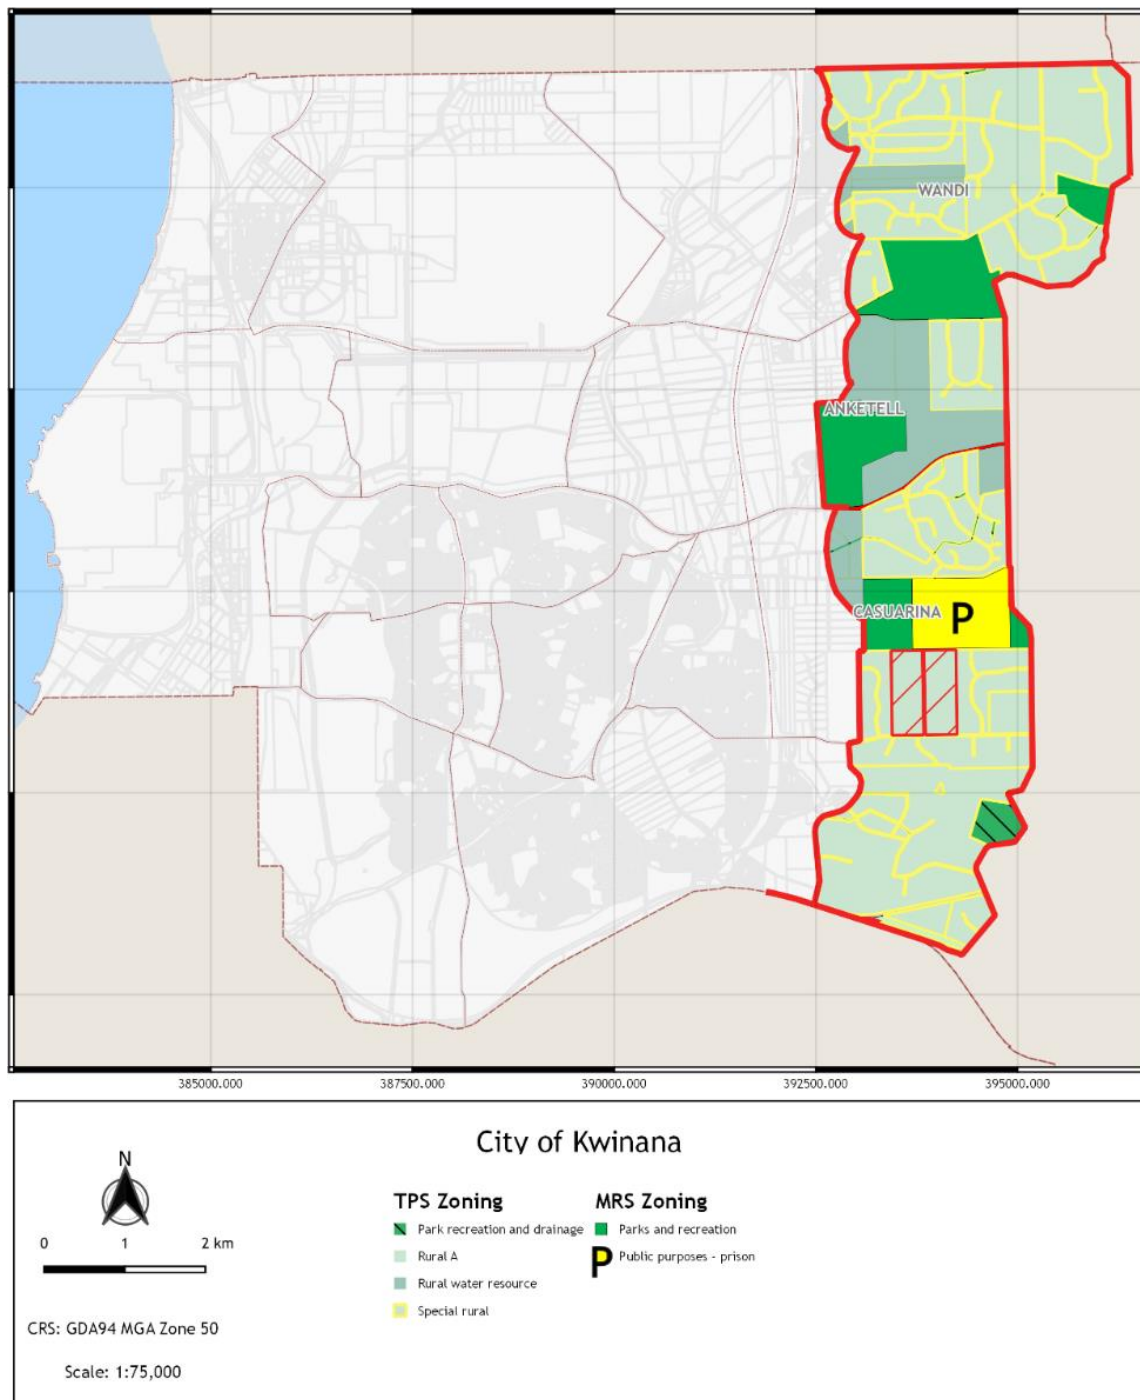 WANDI
ANKETELL
CASUARINA
P
385000.000 387500.000 390000.000 392500.000 395000.000
City of Kwinana
N
0 1 2 km
CRS: GDA94 MGA Zone 50
Scale: 1:75,000
TPS Zoning
Park recreation and drainage
Rural A
Rural water resource
Special rural
MRS Zoning
Parks and recreation
P Public purposes - prison